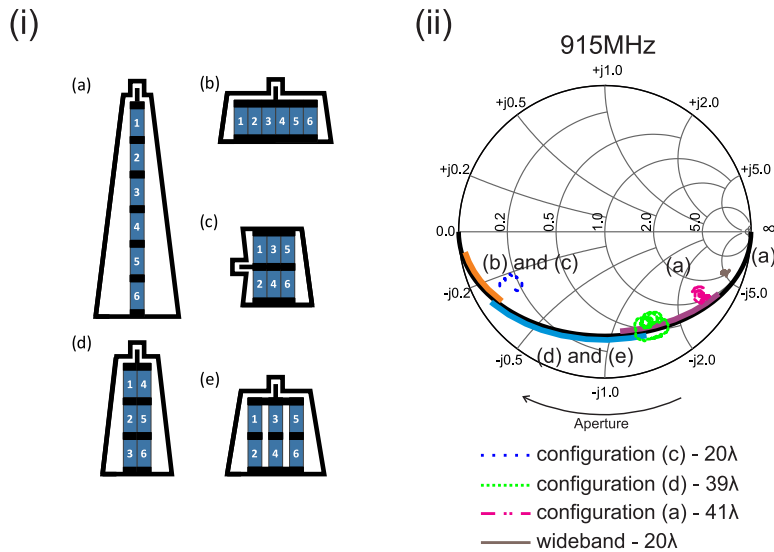 (i)
(a)
1
2
3
4
5
6
(b)
1 2 3 4 5 6
(c)
1 3 5
2 4 6
(d)
1 4
2 5
3 6
(e)
1 3 5
2 4 6
(ii)
915MHz
+j1.0
+j0.5
+j2.0
+j0.2
+j5.0
0.0
0.2
0.5
1.0
2.0
5.0
∞
(b) and (c)
(a)
(a)
-j0.2
-j5.0
(d) and (e)
-j0.5
-j2.0
-j1.0
Aperture
configuration (c) - 20λ
configuration (d) - 39λ
configuration (a) - 41λ
wideband - 20λ